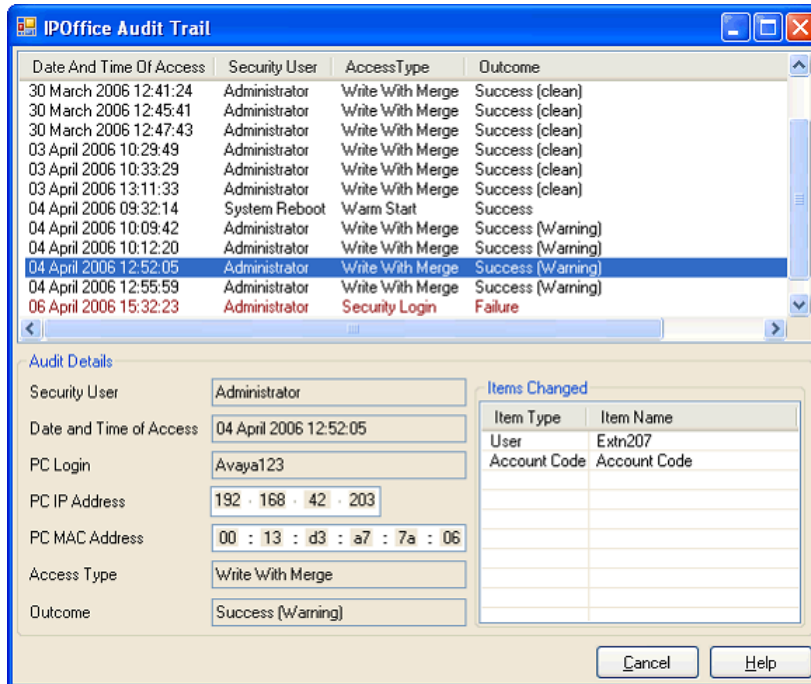 IPOffice Audit Trail
Date And Time Of Access Security User AccessType Outcome
30 March 2006 12:41:24 Administrator Write With Merge Success (clean)
30 March 2006 12:45:41 Administrator Write With Merge Success (clean)
30 March 2006 12:47:43 Administrator Write With Merge Success (clean)
03 April 2006 10:29:49 Administrator Write With Merge Success (clean)
03 April 2006 10:33:29 Administrator Write With Merge Success (clean)
03 April 2006 13:11:33 Administrator Write With Merge Success (clean)
04 April 2006 09:32:14 System Reboot Warm Start Success
04 April 2006 10:09:42 Administrator Write With Merge Success (Warning)
04 April 2006 10:12:20 Administrator Write With Merge Success (Warning)
04 April 2006 12:52:05 Administrator Write With Merge Success (Warning)
04 April 2006 12:55:59 Administrator Write With Merge Success (Warning)
06 April 2006 15:32:23 Administrator Security Login Failure
Audit Details
Security User Administrator
Date and Time of Access 04 April 2006 12:52:05
PC Login Avaya123
PC IP Address 192 . 168 . 42 . 203
PC MAC Address 00 : 13 : d3 : a7 : 7a : 06
Access Type Write With Merge
Outcome Success (Warning)
Items Changed
Item Type Item Name
User Extn207
Account Code Account Code
Cancel Help